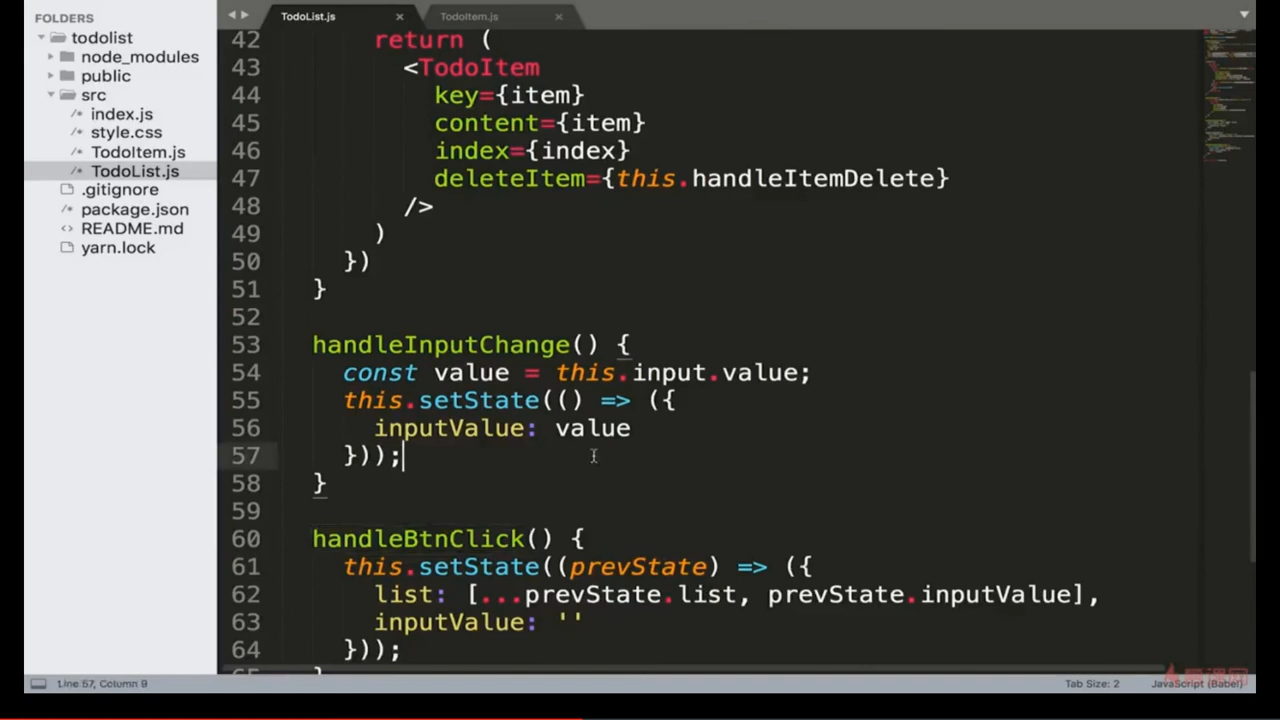 FOLDERS
todolist
node_modules
public
src
index.js
style.css
TodoItem.js
TodoList.js
.gitignore
package.json
README.md
yarn.lock
TodoList.js
TodoItem.js
42 return (
43 <TodoItem
44 key={item}
45 content={item}
46 index={index}
47 deleteItem={this.handleItemDelete}
48 />
49 )
50 })
51 }
52
53 handleInputChange() {
54 const value = this.input.value;
55 this.setState(() => ({
56 inputValue: value
57 }));
58 }
59
60 handleBtnClick() {
61 this.setState((prevState) => ({
62 list: [...prevState.list, prevState.inputValue],
63 inputValue: ''
64 }));
65 }
Line 57, Column 9
Tab Size: 2
JavaScript (Babel)